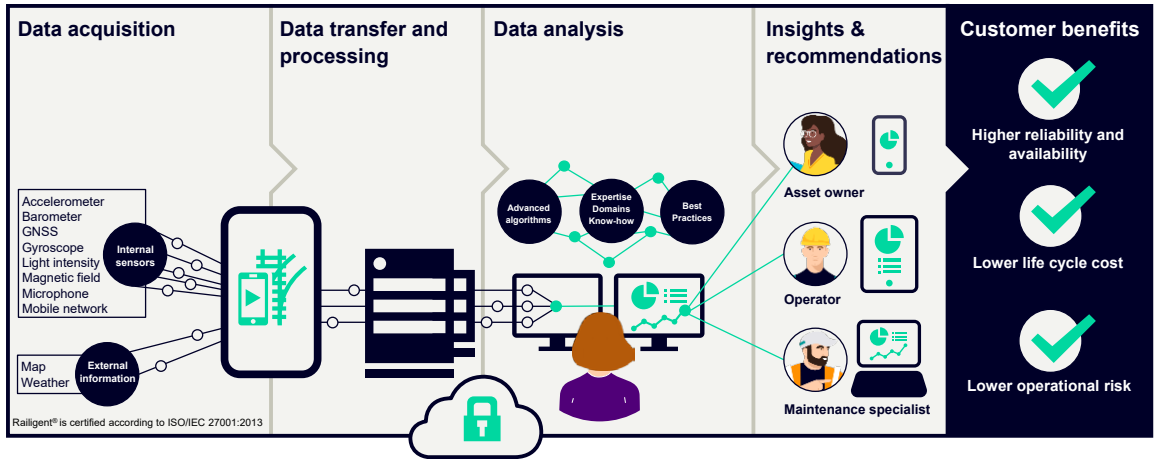 Data acquisition
Data transfer and
processing
Data analysis
Insights &
recommendations
Customer benefits
Accelerometer
Barometer
GNSS
Gyroscope
Light intensity
Magnetic field
Microphone
Mobile network
Internal
sensors
Map
Weather
External
information
Railigent® is certified according to ISO/IEC 27001:2013
Advanced
algorithms
Expertise
Domains
Know-how
Best
Practices
Asset owner
Operator
Maintenance specialist
Higher reliability and
availability
Lower life cycle cost
Lower operational risk